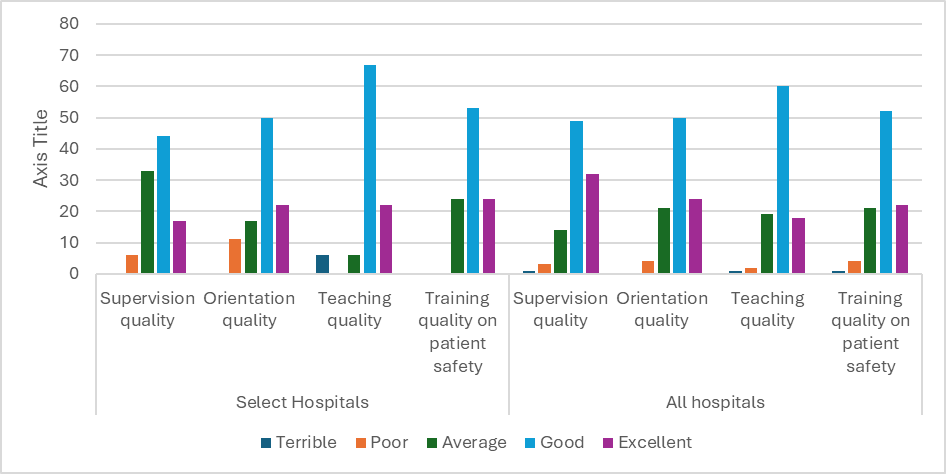 80
70
60
50
40
30
20
10
0
Axis Title
Supervision quality
Orientation quality
Teaching quality
Training quality on patient safety
Supervision quality
Orientation quality
Teaching quality
Training quality on patient safety
Select Hospitals
All hospitals
Terrible Poor Average Good Excellent